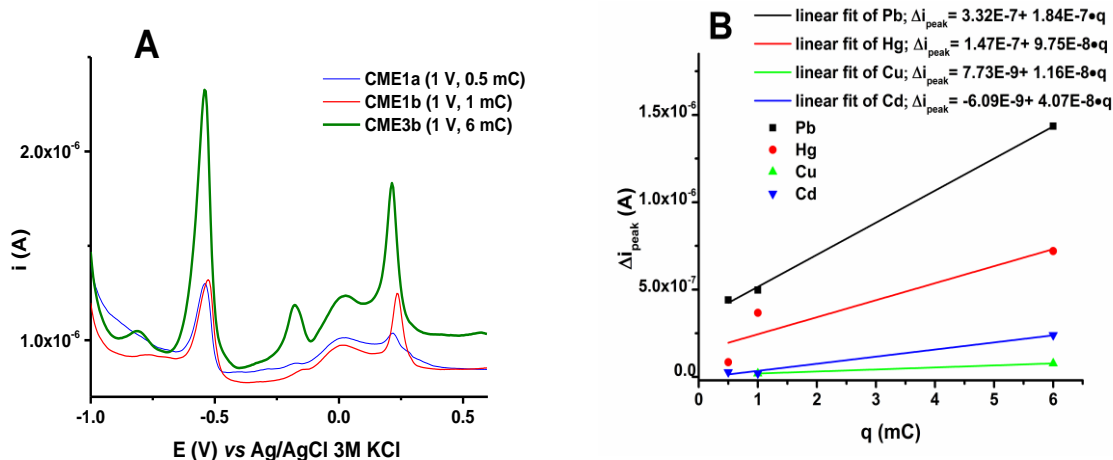 A
CME1a (1 V, 0.5 mC)
CME1b (1 V, 1 mC)
CME3b (1 V, 6 mC)
2.0x10⁻⁶
1.0x10⁻⁶
i (A)
-1.0 -0.5 0.0 0.5
E (V) vs Ag/AgCl 3M KCl
B
linear fit of Pb; Δi_peak= 3.32E-7+ 1.84E-7•q
linear fit of Hg; Δi_peak= 1.47E-7+ 9.75E-8•q
linear fit of Cu; Δi_peak= 7.73E-9+ 1.16E-8•q
linear fit of Cd; Δi_peak= -6.09E-9+ 4.07E-8•q
Pb
Hg
Cu
Cd
1.5x10⁻⁶
1.0x10⁻⁶
5.0x10⁻⁷
0.0
Δi_peak (A)
0 1 2 3 4 5 6
q (mC)